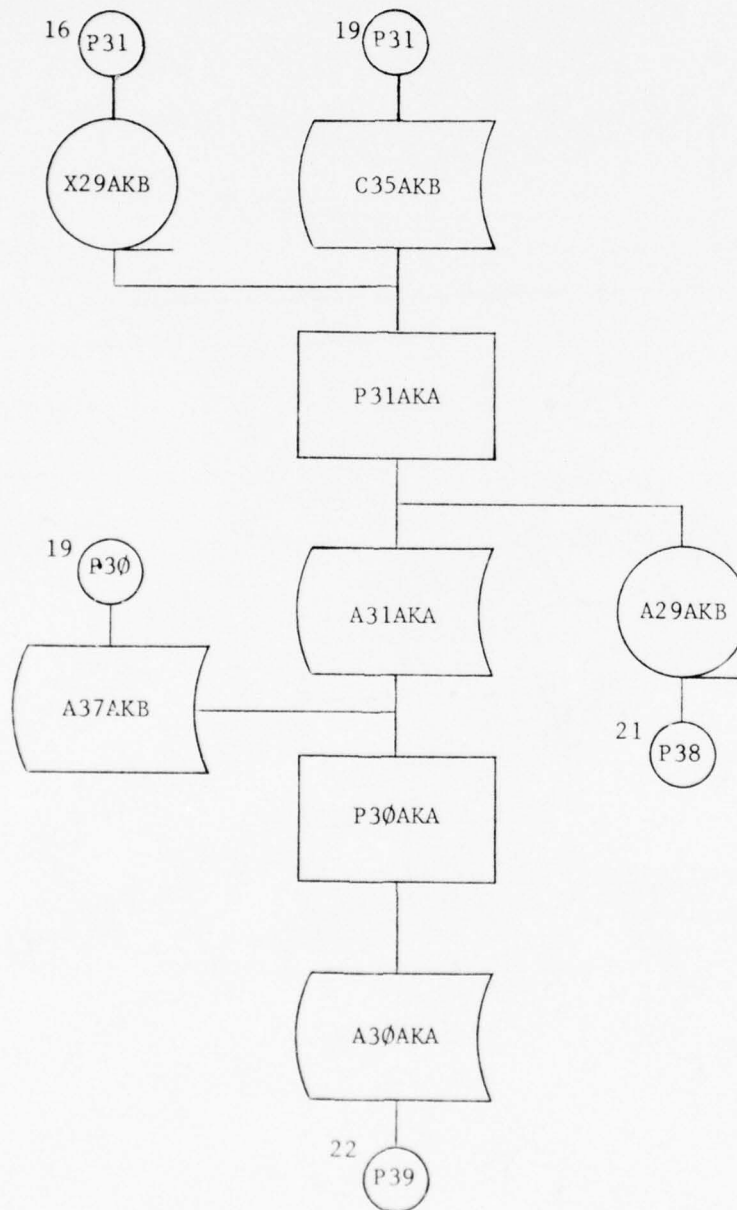 16 P31
19 P31
X29AKB
C35AKB
P31AKA
19 P3Ø
A31AKA
A29AKB
A37AKB
21 P38
P3ØAKA
A3ØAKA
22 P39